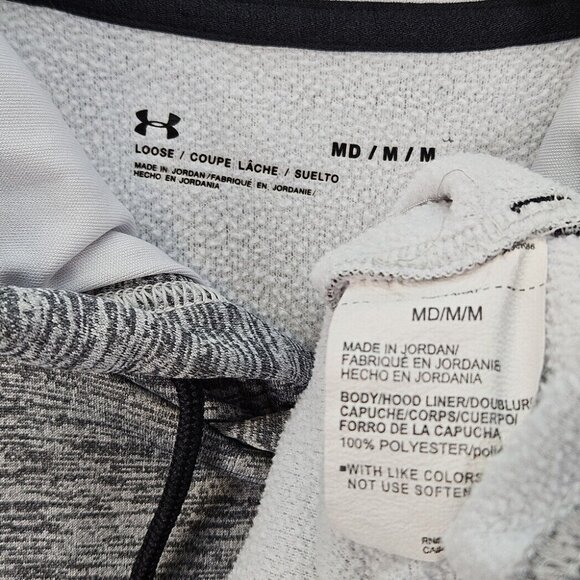 LOOSE / COUPE LÂCHE / SUELTO
MADE IN JORDAN/FABRIQUÉ EN JORDANIE/
HECHO EN JORDANIA
MD / M / M
MD/M/M
MADE IN JORDAN/
FABRIQUÉ EN JORDANIE
HECHO EN JORDANIA
BODY/HOOD LINER/DOUBLUR
CAPUCHE/CORPS/CUERPO
FORRO DE LA CAPUCHA
100% POLYESTER/poli
■WITH LIKE COLORS
NOT USE SOFTEN